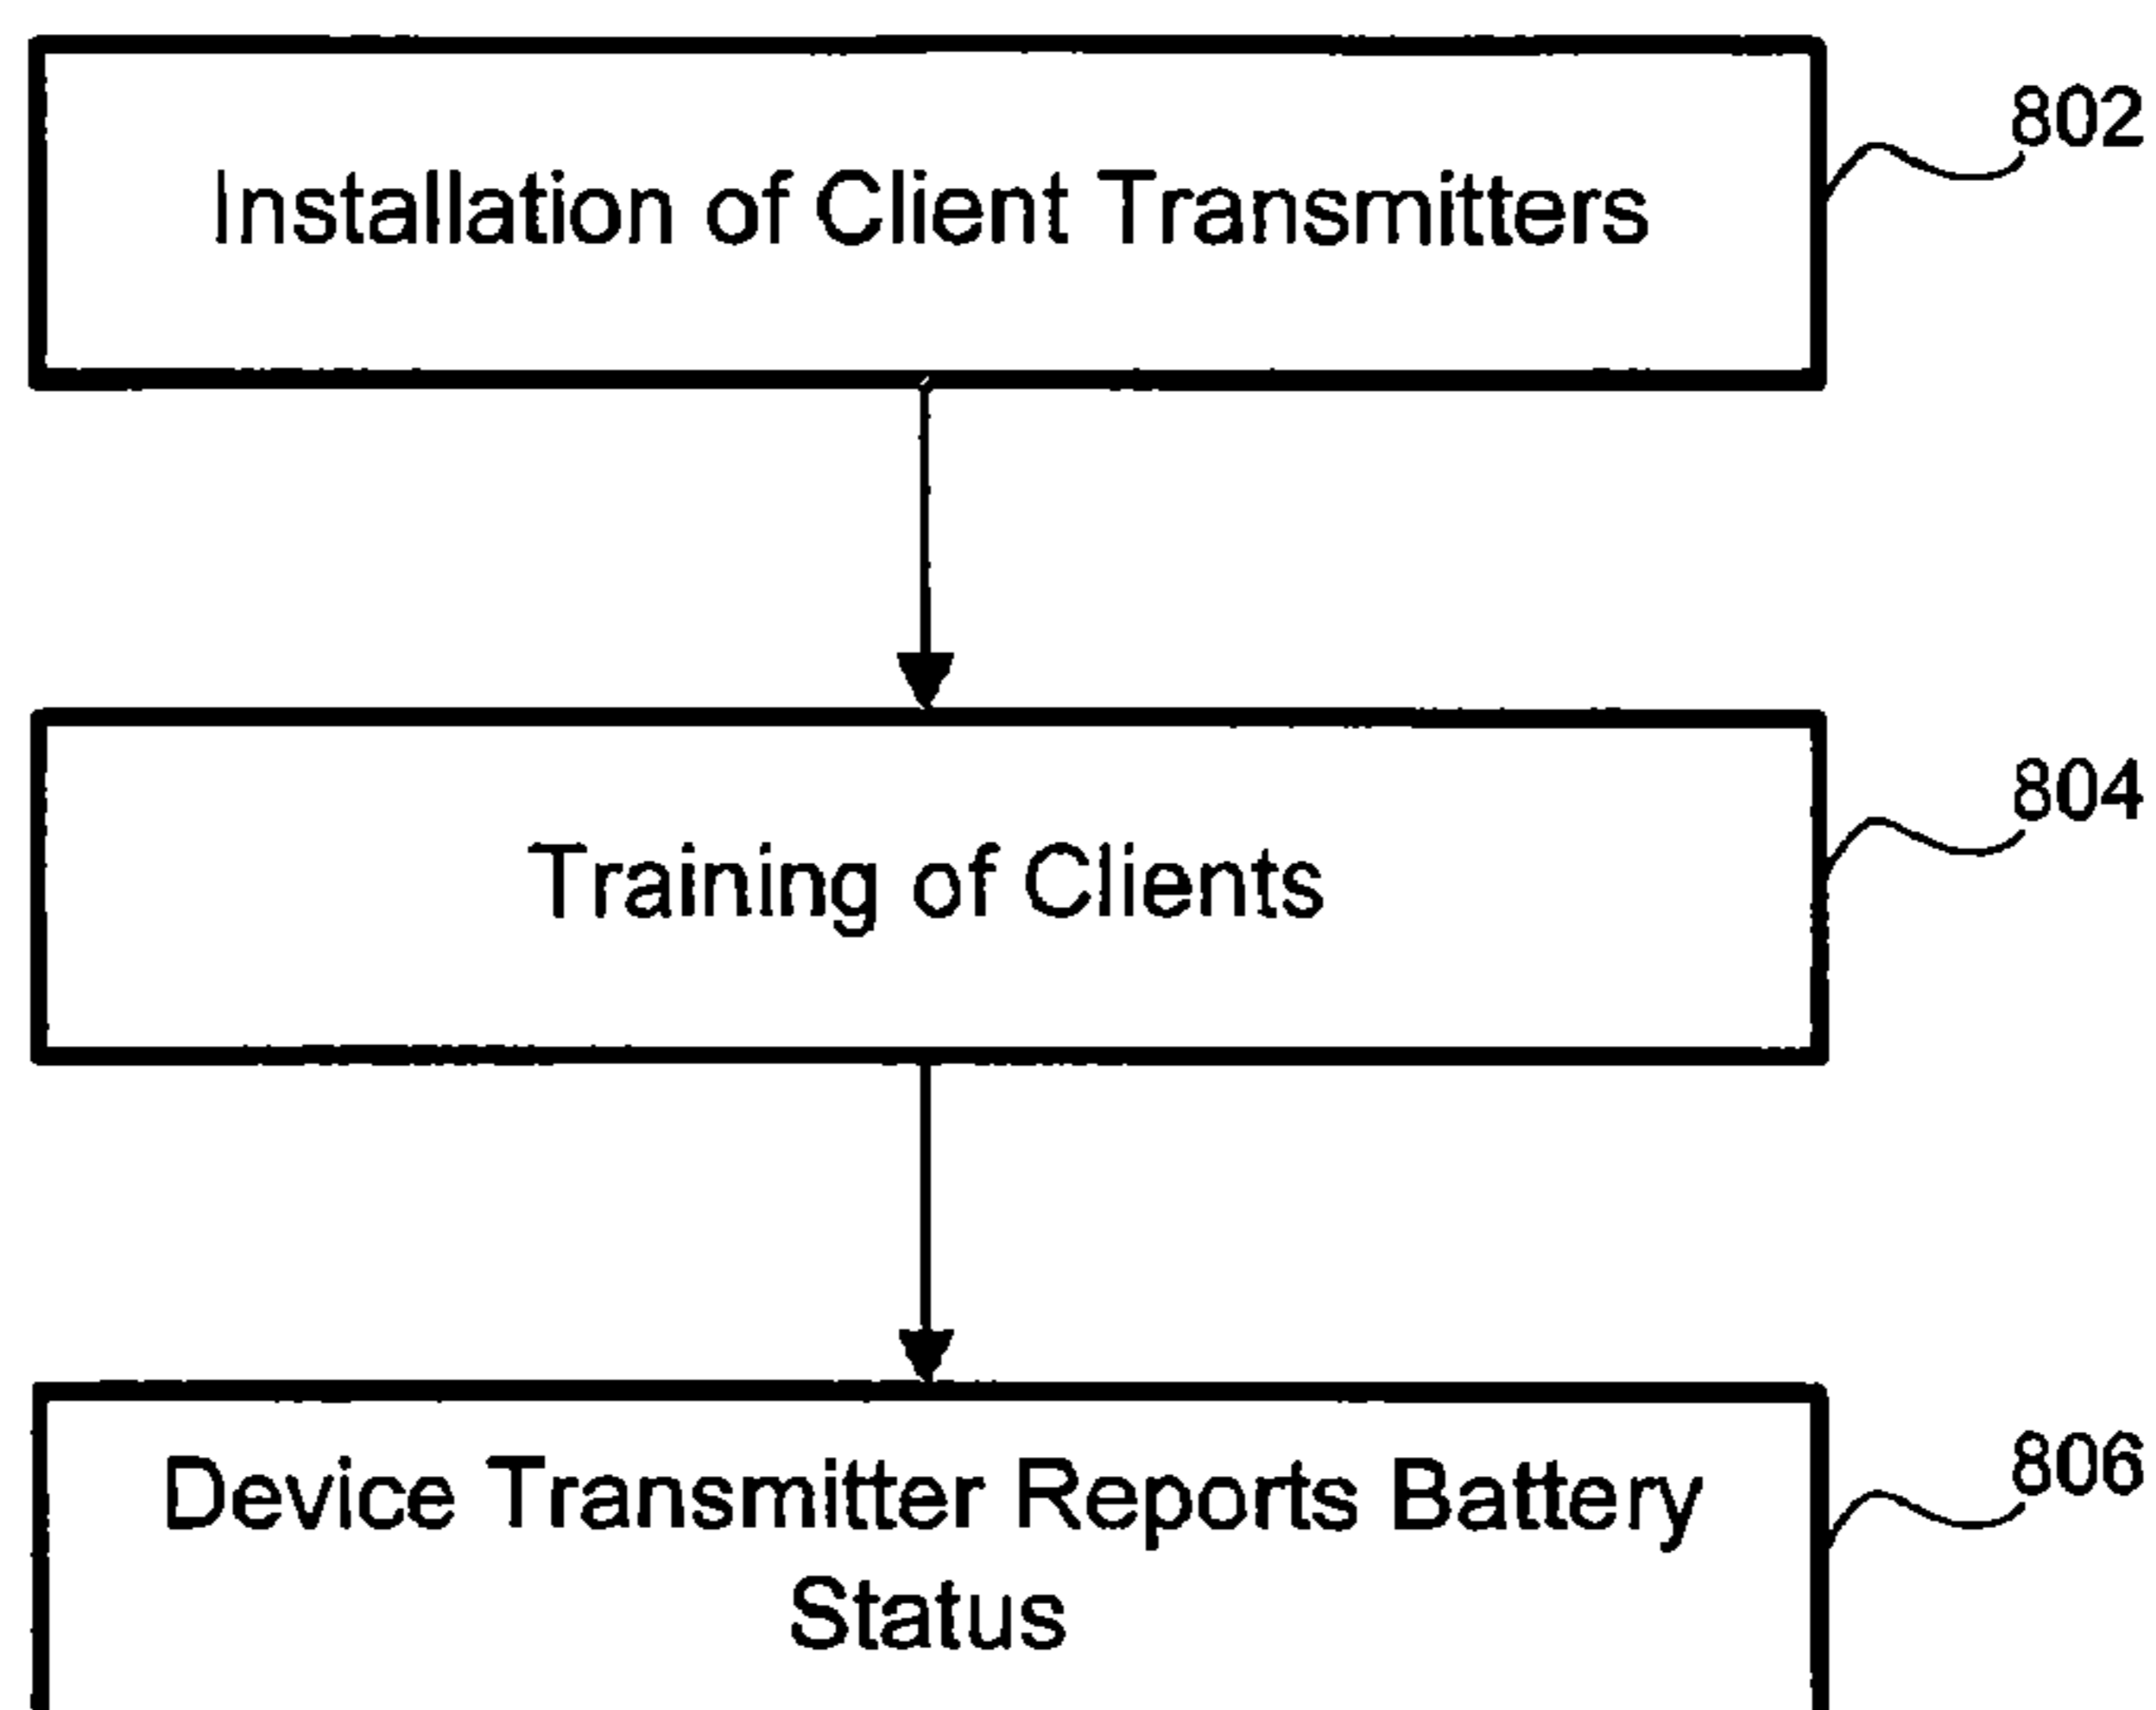 802
Installation of Client Transmitters
804
Training of Clients
806
Device Transmitter Reports Battery
Status